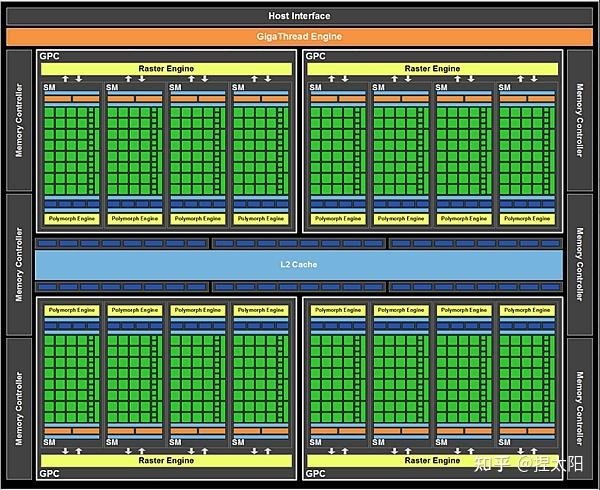 Host Interface
GigaThread Engine
GPC
GPC
Raster Engine
Raster Engine
SM SM SM SM
SM SM SM SM
Memory Controller
Memory Controller
Polymorph Engine Polymorph Engine Polymorph Engine Polymorph Engine
Polymorph Engine Polymorph Engine Polymorph Engine Polymorph Engine
Memory Controller
L2 Cache
Memory Controller
Polymorph Engine Polymorph Engine Polymorph Engine Polymorph Engine
Polymorph Engine Polymorph Engine Polymorph Engine Polymorph Engine
Memory Controller
Memory Controller
SM SM SM SM
SM SM SM SM
Raster Engine
Raster Engine
GPC
GPC
知乎 @捏太阳